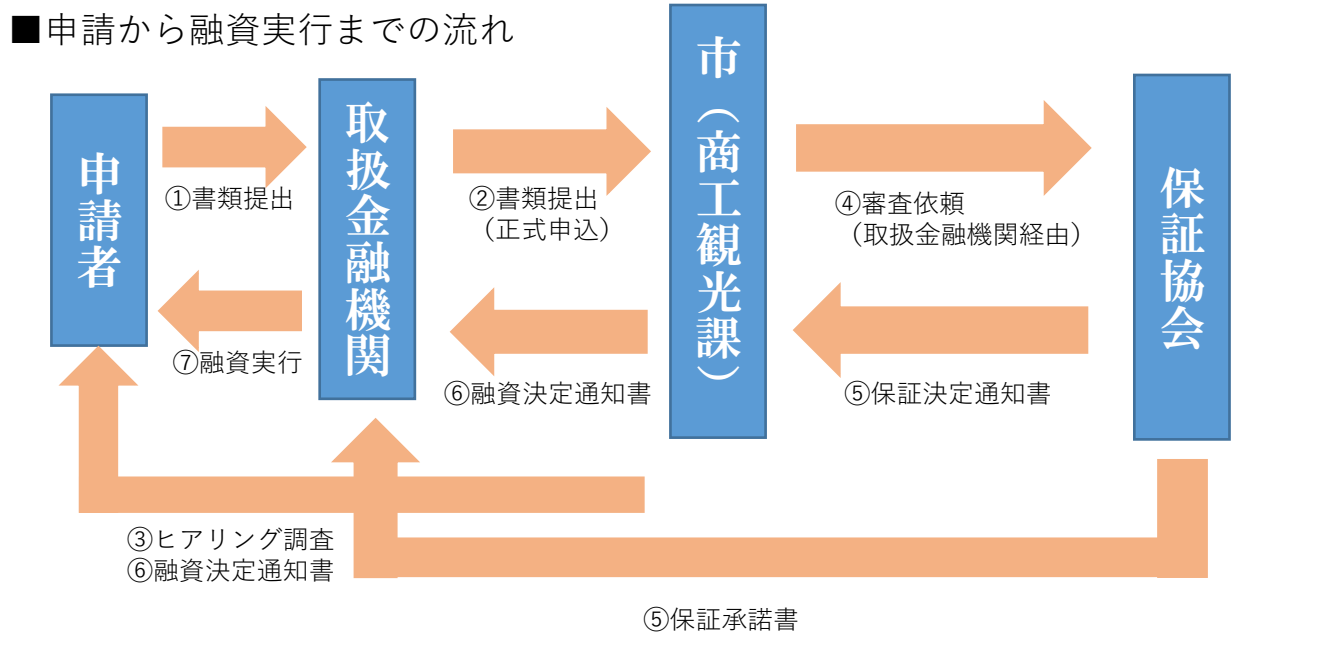 ■申請から融資実行までの流れ
申請者
取扱金融機関
市（商工観光課）
保証協会
①書類提出
②書類提出
（正式申込）
④審査依頼
（取扱金融機関経由）
⑦融資実行
⑥融資決定通知書
⑤保証決定通知書
③ヒアリング調査
⑥融資決定通知書
⑤保証承諾書